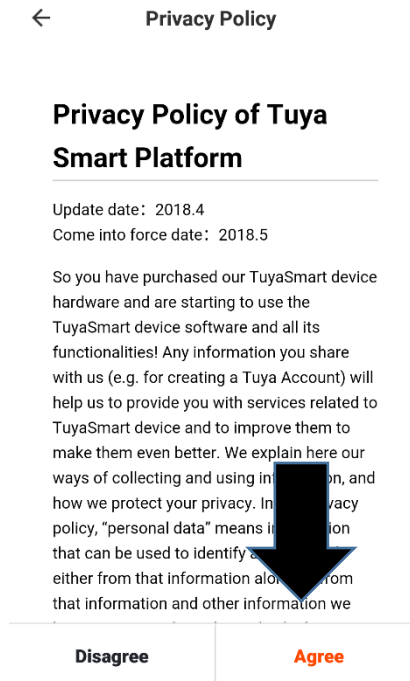 Privacy Policy
Privacy Policy of Tuya
Smart Platform
Update date：2018.4
Come into force date：2018.5
So you have purchased our TuyaSmart device
hardware and are starting to use the
TuyaSmart device software and all its
functionalities! Any information you share
with us (e.g. for creating a Tuya Account) will
help us to provide you with services related to
TuyaSmart device and to improve them to
make them even better. We explain here our
ways of collecting and using on, and
how we protect your privacy. In
policy, “personal data” means
that can be used to identify
either from that information
that information and other information we
Disagree
Agree